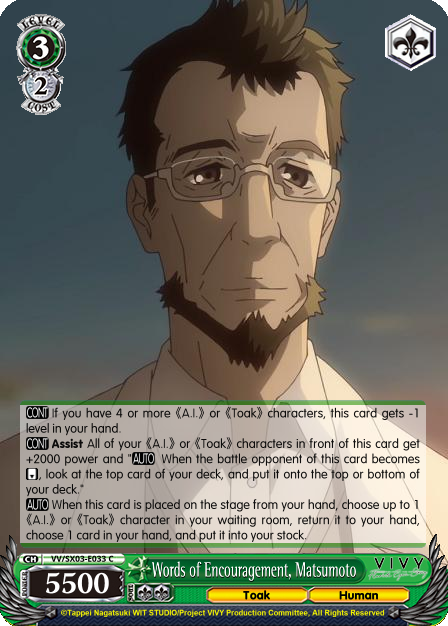 LEVEL
3
2
COST
CONT If you have 4 or more 《A.I.》 or 《Toak》 characters, this card gets -1
level in your hand.
CONT Assist All of your 《A.I.》 or 《Toak》 characters in front of this card get
+2000 power and "AUTO When the battle opponent of this card becomes
, look at the top card of your deck, and put it onto the top or bottom of
your deck."
AUTO When this card is placed on the stage from your hand, choose up to 1
《A.I.》 or 《Toak》 character in your waiting room, return it to your hand,
choose 1 card in your hand, and put it into your stock.
CH VV/SX03-E033 C
POWER 5500 SOUL
Words of Encouragement, Matsumoto
VIVY
Toak Human
©Tappei Nagatsuki WIT STUDIO/Project VIVY Production Committee, All Rights Reserved.